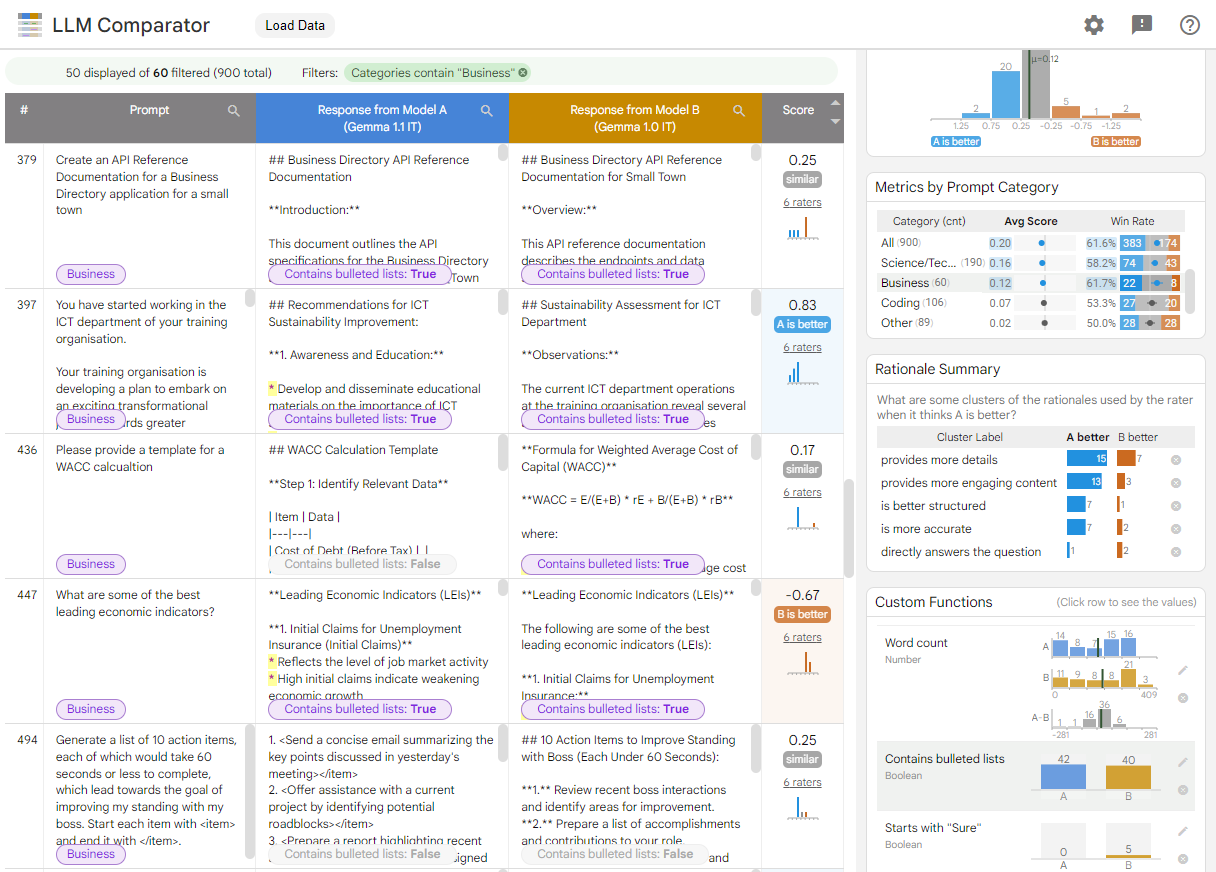 LLM Comparator
Load Data
50 displayed of 60 filtered (900 total)
Filters:
Categories contain "Business"
#
Prompt
Response from Model A
(Gemma 1.1 IT)
Response from Model B
(Gemma 1.0 IT)
Score
379
Create an API Reference
Documentation for a Business
Directory application for a small
town
Business
## Business Directory API Reference
Documentation
**Introduction:**
This document outlines the API
specifications for the Business Directory
Town
Contains bulleted lists: True
## Business Directory API Reference
Documentation for Small Town
**Overview:**
This API reference documentation
describes the endpoints and data
Contains bulleted lists: True
0.25
similar
6 raters
397
You have started working in the
ICT department of your training
organisation.
Your training organisation is
developing a plan to embark on
an exciting transformational
rds greater
Business
## Recommendations for ICT
Sustainability Improvement:
**1. Awareness and Education:**
* Develop and disseminate educational
materials on the importance of ICT
Contains bulleted lists: True
## Sustainability Assessment for ICT
Department
**Observations:**
The current ICT department operations
at the training organisation reveal several
Contains bulleted lists: True
0.83
A is better
6 raters
436
Please provide a template for a
WACC calcualtion
Business
## WACC Calculation Template
**Step 1: Identify Relevant Data**
| Item | Data |
|---|---|
| Cost of Debt (Before Tax) | |
Contains bulleted lists: False
**Formula for Weighted Average Cost of
Capital (WACC)**
**WACC = E/(E+B) * rE + B/(E+B) * rB**
where:
ge cost
Contains bulleted lists: True
0.17
similar
6 raters
447
What are some of the best
leading economic indicators?
Business
**Leading Economic Indicators (LEIs)**
**1. Initial Claims for Unemployment
Insurance (Initial Claims)**
* Reflects the level of job market activity
* High initial claims indicate weakening
economic growth
Contains bulleted lists: True
**Leading Economic Indicators (LEIs)**
The following are some of the best
leading economic indicators (LEIs):
**1. Initial Claims for Unemployment
Insurance:**
Contains bulleted lists: True
-0.67
B is better
6 raters
494
Generate a list of 10 action items,
each of which would take 60
seconds or less to complete,
which lead towards the goal of
improving my standing with my
boss. Start each item with <item>
and end it with </item>.
Business
1. <Send a concise email summarizing the
key points discussed in yesterday's
meeting></item>
2. <Offer assistance with a current
project by identifying potential
roadblocks></item>
3. <Prepare a report highlighting recent
signed
Contains bulleted lists: False
## 10 Action Items to Improve Standing
with Boss (Each Under 60 Seconds):
**1.** Review recent boss interactions
and identify areas for improvement.
**2.** Prepare a list of accomplishments
and contributions to your role.
and
Contains bulleted lists: False
0.25
similar
6 raters
μ=0.12
2 20 5 1 2
1.25 0.75 0.25 -0.25 -0.75 -1.25
A is better
B is better
Metrics by Prompt Category
Category (cnt) Avg Score Win Rate
All (900) 0.20 61.6% 383 174
Science/Tec... (190) 0.16 58.2% 74 43
Business (60) 0.12 61.7% 22 8
Coding (106) 0.07 53.3% 27 20
Other (89) 0.02 50.0% 28 28
Rationale Summary
What are some clusters of the rationales used by the rater
when it thinks A is better?
Cluster Label A better B better
provides more details 15 7
provides more engaging content 13 3
is better structured 7 1
is more accurate 7 2
directly answers the question 1 2
Custom Functions
(Click row to see the values)
Word count
Number
A 14 8 7 15 16
B 11 9 8 8 21 3
0 409
A-B 1 1 16 36 6
-281 281
Contains bulleted lists
Boolean
42 40
A B
Starts with "Sure"
Boolean
0 5
A B